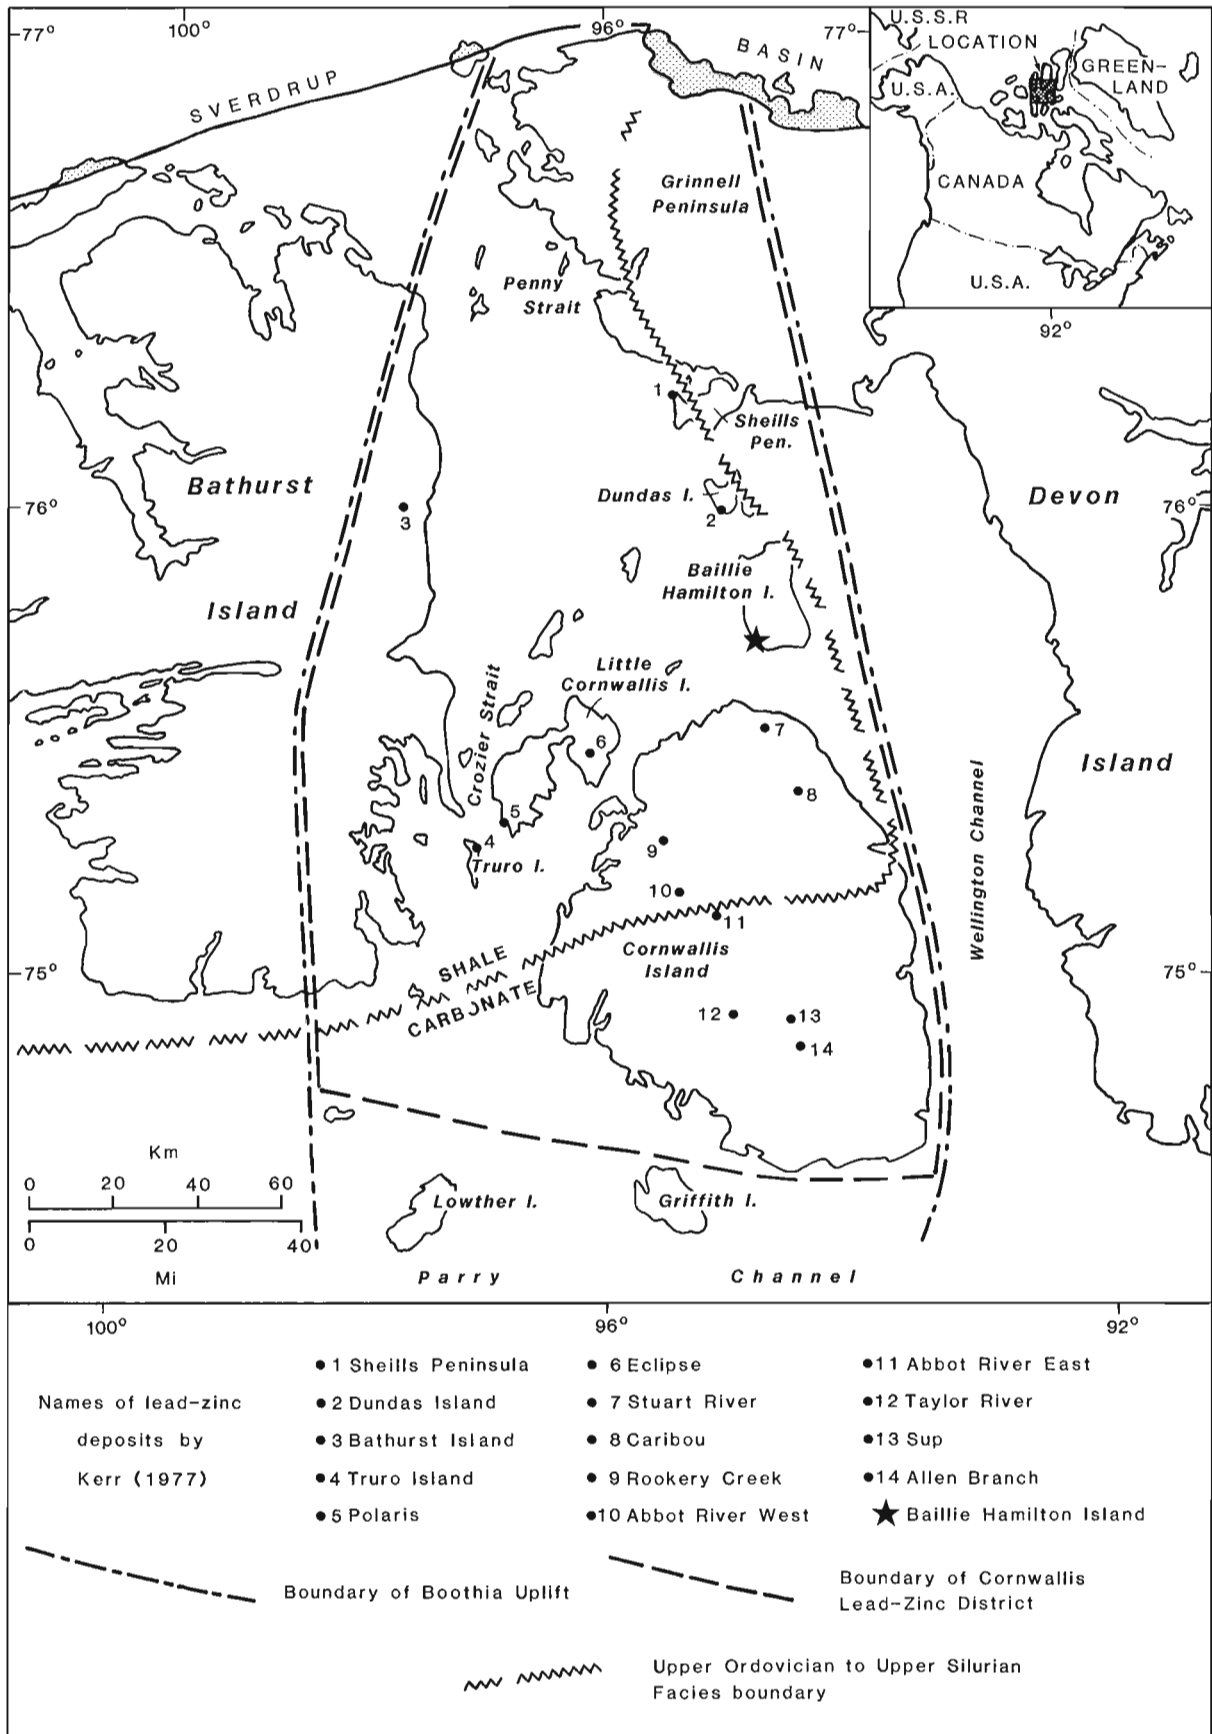 77°
100°
96°
77°
SVERDRUP
BASIN
U.S.S.R
LOCATION
GREEN-
LAND
U.S.A.
CANADA
U.S.A.
92°
Grinnell
Peninsula
Penny
Strait
1
Sheills
Pen.
Bathurst
Dundas I.
Devon
76°
76°
3
2
Baillie
Hamilton I.
Island
Little
Cornwallis I.
Crozier Strait
7
6
Island
8
5
Wellington Channel
4
9
Truro I.
10
11
Cornwallis
Island
SHALE
CARBONATE
75°
75°
12
13
14
Km
0 20 40 60
0 20 40
Mi
Lowther I.
Griffith I.
Parry Channel
100°
96°
92°
Names of lead-zinc
deposits by
Kerr (1977)
1 Sheills Peninsula
2 Dundas Island
3 Bathurst Island
4 Truro Island
5 Polaris
6 Eclipse
7 Stuart River
8 Caribou
9 Rookery Creek
10 Abbot River West
11 Abbot River East
12 Taylor River
13 Sup
14 Allen Branch
Baillie Hamilton Island
Boundary of Boothia Uplift
Boundary of Cornwallis
Lead-Zinc District
Upper Ordovician to Upper Silurian
Facies boundary